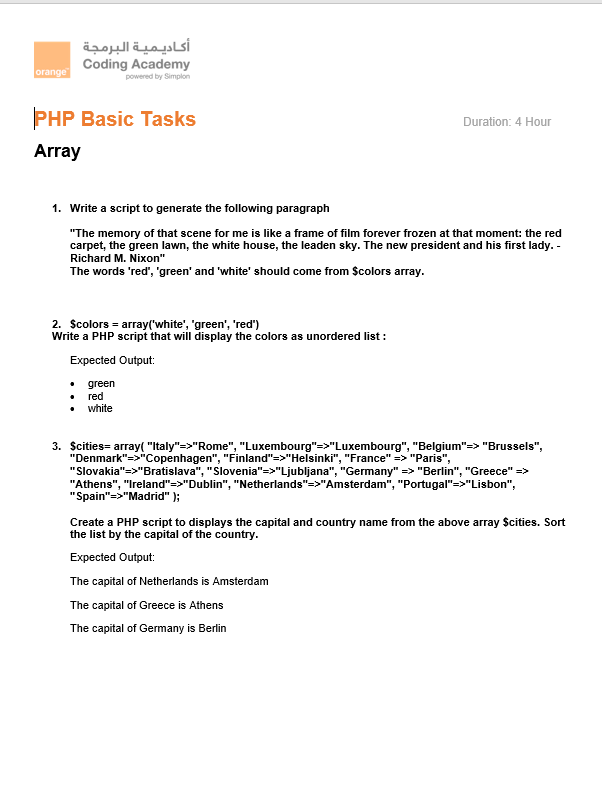 أكاديمية البرمجة
Coding Academy
powered by Simplon
orange™
PHP Basic Tasks
Duration: 4 Hour
Array
1. Write a script to generate the following paragraph
"The memory of that scene for me is like a frame of film forever frozen at that moment: the red
carpet, the green lawn, the white house, the leaden sky. The new president and his first lady. -
Richard M. Nixon"
The words 'red', 'green' and 'white' should come from $colors array.
2. $colors = array('white', 'green', 'red')
Write a PHP script that will display the colors as unordered list :
Expected Output:
• green
• red
• white
3. $cities= array( "Italy"=>"Rome", "Luxembourg"=>"Luxembourg", "Belgium"=> "Brussels",
"Denmark"=>"Copenhagen", "Finland"=>"Helsinki", "France" => "Paris",
"Slovakia"=>"Bratislava", "Slovenia"=>"Ljubljana", "Germany" => "Berlin", "Greece" =>
"Athens", "Ireland"=>"Dublin", "Netherlands"=>"Amsterdam", "Portugal"=>"Lisbon",
"Spain"=>"Madrid" );
Create a PHP script to displays the capital and country name from the above array $cities. Sort
the list by the capital of the country.
Expected Output:
The capital of Netherlands is Amsterdam
The capital of Greece is Athens
The capital of Germany is Berlin